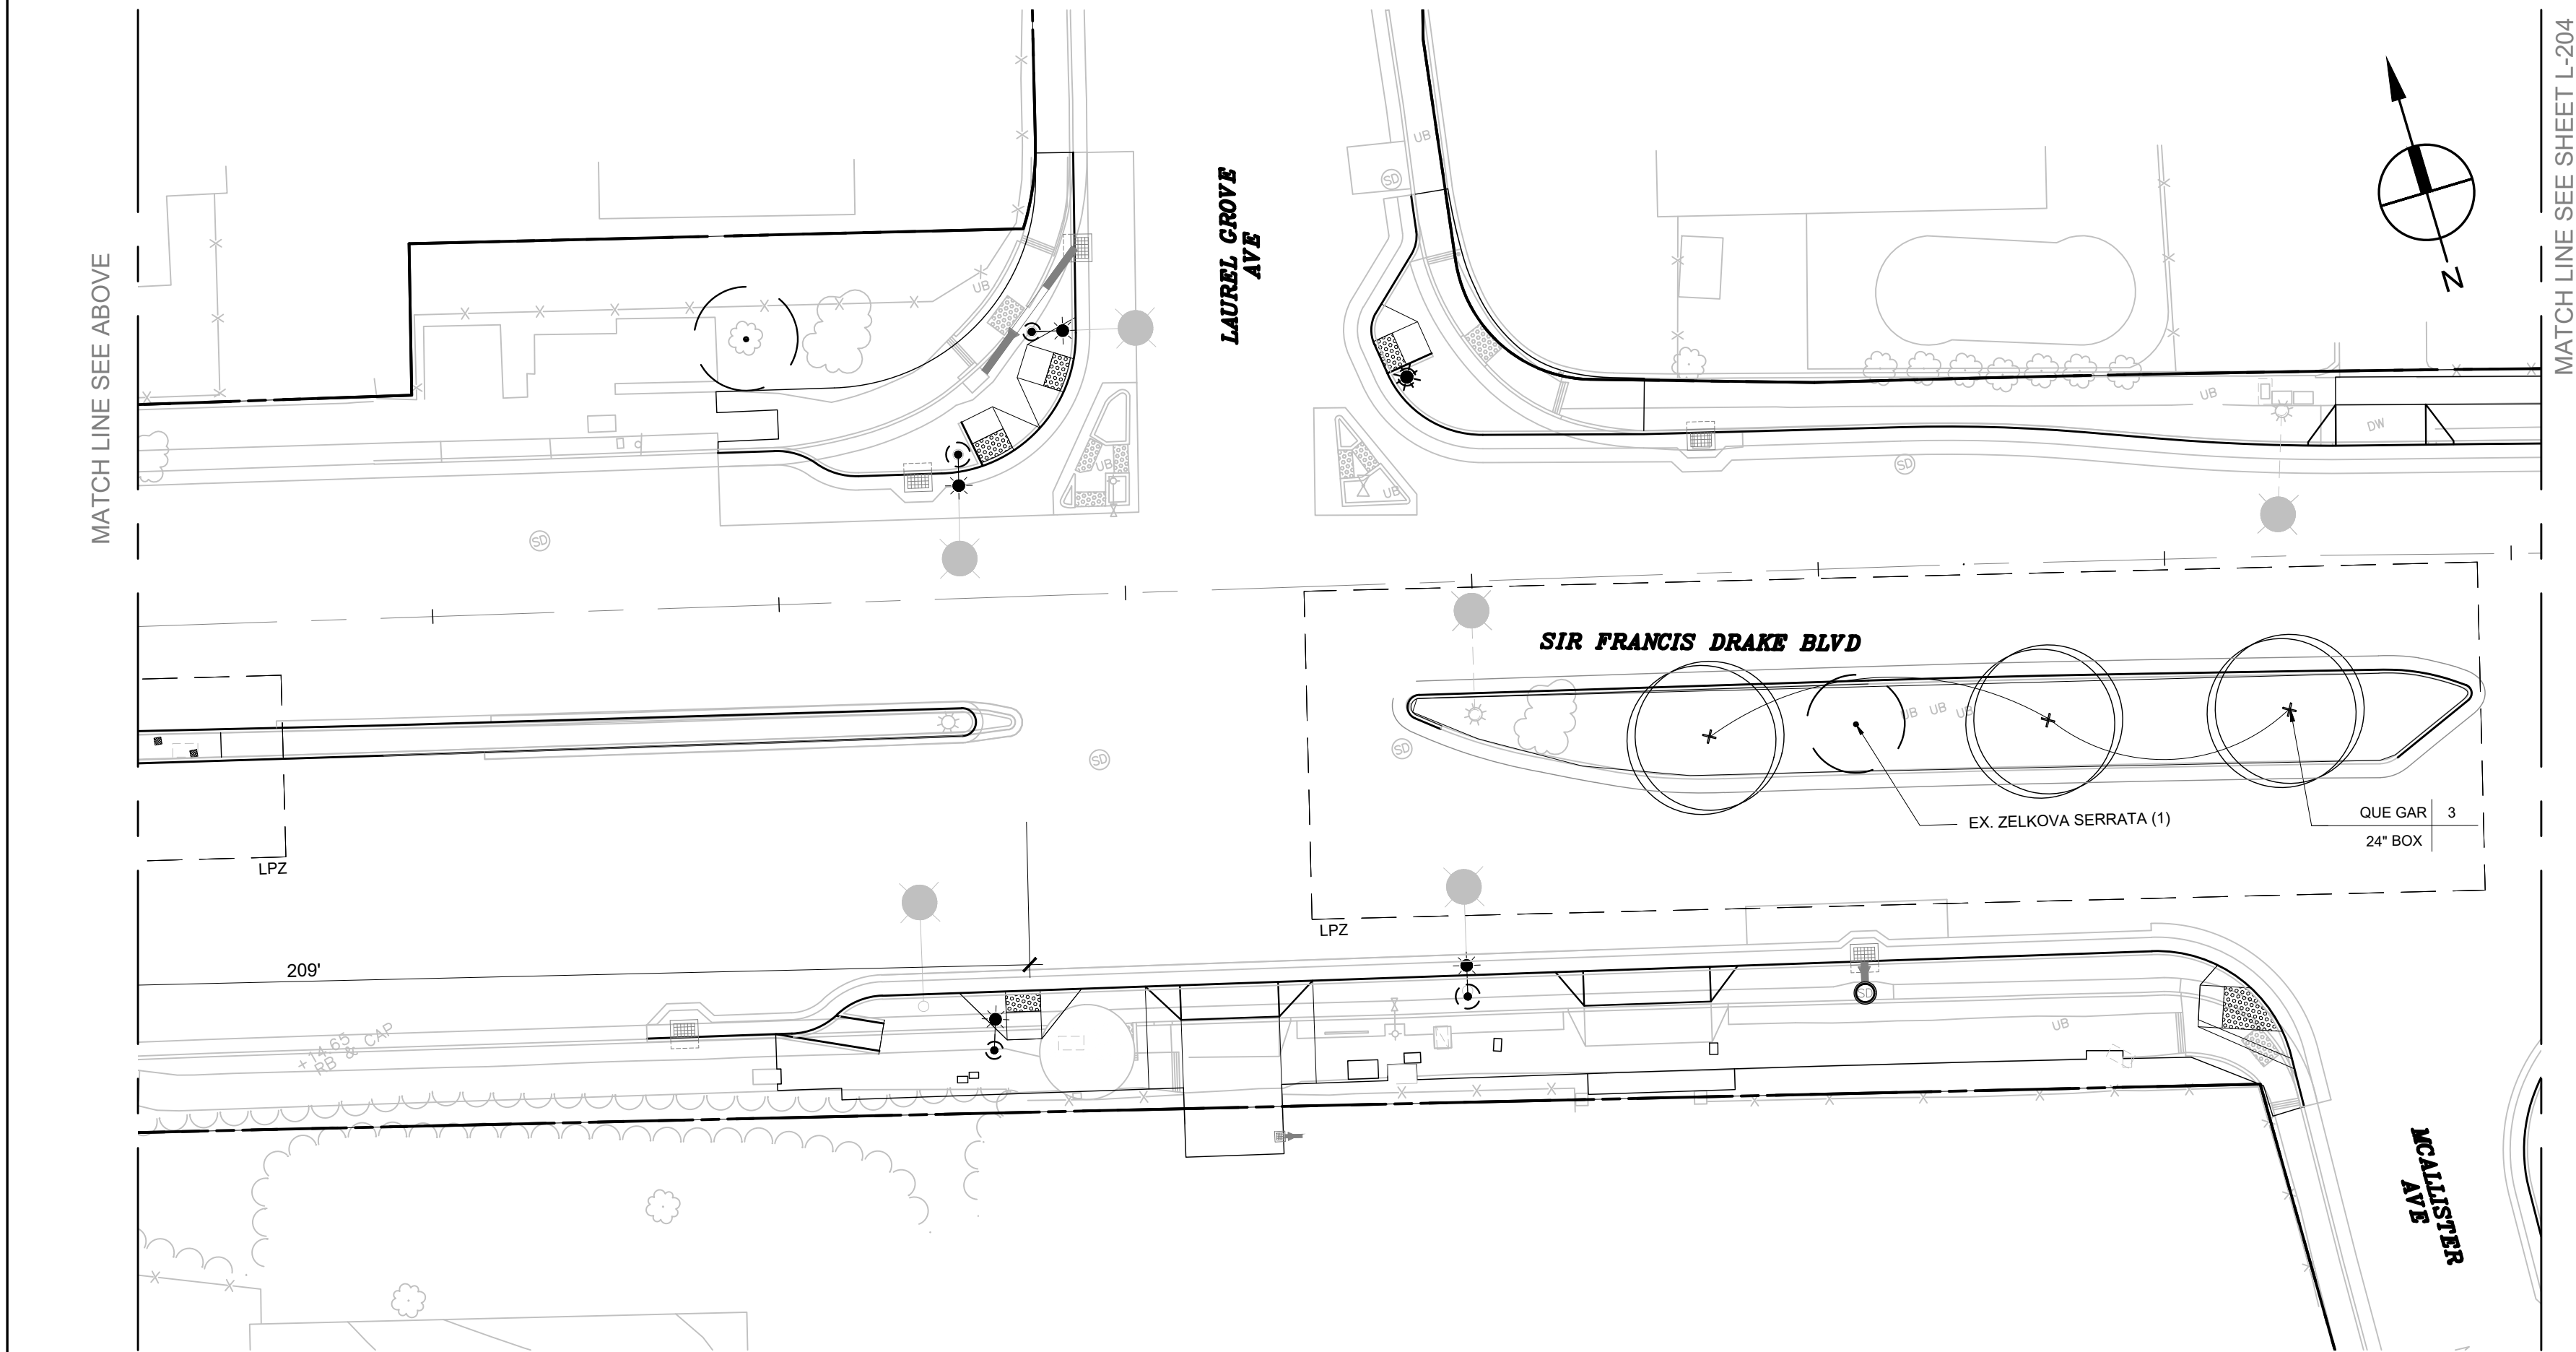 MATCH LINE SEE ABOVE
MATCH LINE SEE SHEET L-204
LAUREL GROVE
AVE
UB
UB
SD
N
UB
UB
UB
DW
SD
SD
SIR FRANCIS DRAKE BLVD
UB
UB
UB
SD
SD
EX. ZELKOVA SERRATA (1)
QUE GAR 3
24" BOX
LPZ
LPZ
209'
+14.65
RB & CAP
SD
UB
MCALLISTER
AVE